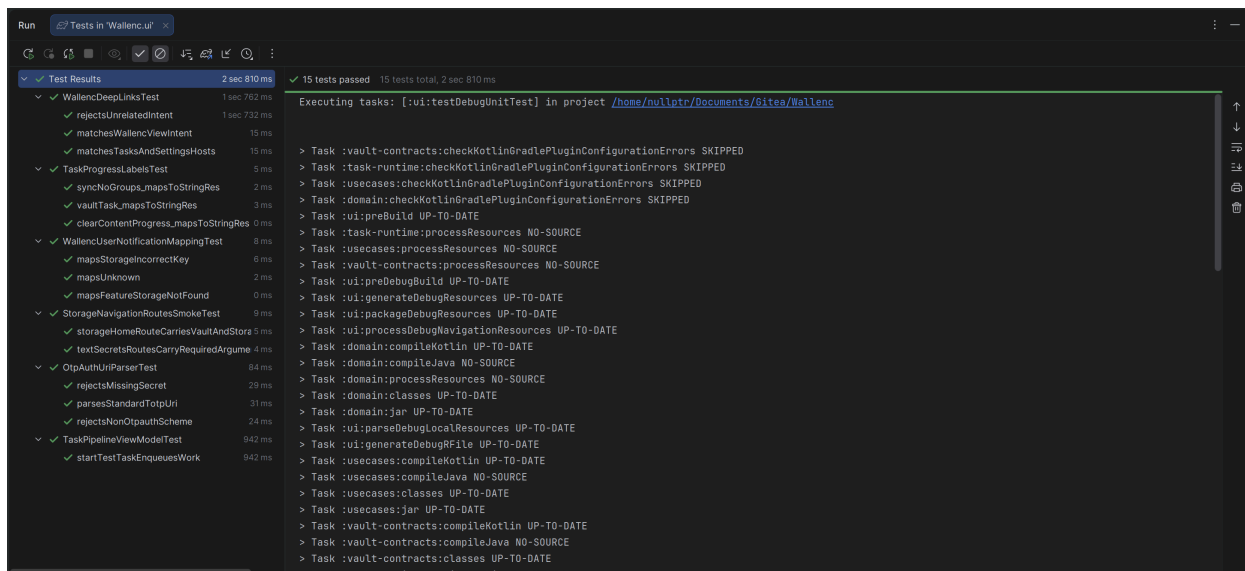 Run
Tests in 'Wallenc.ui'
Test Results 2 sec 810 ms
WallencDeepLinksTest 1 sec 762 ms
rejectsUnrelatedIntent 1 sec 732 ms
matchesWallencViewIntent 15 ms
matchesTasksAndSettingsHosts 15 ms
TaskProgressLabelsTest 5 ms
syncNoGroups_mapsToStringRes 2 ms
vaultTask_mapsToStringRes 3 ms
clearContentProgress_mapsToStringRes 0 ms
WallencUserNotificationMappingTest 8 ms
mapsStorageIncorrectKey 6 ms
mapsUnknown 2 ms
mapsFeatureStorageNotFound 0 ms
StorageNavigationRoutesSmokeTest 9 ms
storageHomeRouteCarriesVaultAndStora 5 ms
textSecretsRoutesCarryRequiredArgume 4 ms
OtpAuthUriParserTest 84 ms
rejectsMissingSecret 29 ms
parsesStandardTotpUri 31 ms
rejectsNonOtpauthScheme 24 ms
TaskPipelineViewModelTest 942 ms
startTestTaskEnqueuesWork 942 ms
15 tests passed 15 tests total, 2 sec 810 ms
Executing tasks: [:ui:testDebugUnitTest] in project /home/nullptr/Documents/Gitea/Wallenc
> Task :vault-contracts:checkKotlinGradlePluginConfigurationErrors SKIPPED
> Task :task-runtime:checkKotlinGradlePluginConfigurationErrors SKIPPED
> Task :usecases:checkKotlinGradlePluginConfigurationErrors SKIPPED
> Task :domain:checkKotlinGradlePluginConfigurationErrors SKIPPED
> Task :ui:preBuild UP-TO-DATE
> Task :task-runtime:processResources NO-SOURCE
> Task :usecases:processResources NO-SOURCE
> Task :vault-contracts:processResources NO-SOURCE
> Task :ui:preDebugBuild UP-TO-DATE
> Task :ui:generateDebugResources UP-TO-DATE
> Task :ui:packageDebugResources UP-TO-DATE
> Task :ui:processDebugNavigationResources UP-TO-DATE
> Task :domain:compileKotlin UP-TO-DATE
> Task :domain:compileJava NO-SOURCE
> Task :domain:processResources NO-SOURCE
> Task :domain:classes UP-TO-DATE
> Task :domain:jar UP-TO-DATE
> Task :ui:parseDebugLocalResources UP-TO-DATE
> Task :ui:generateDebugRFile UP-TO-DATE
> Task :usecases:compileKotlin UP-TO-DATE
> Task :usecases:compileJava NO-SOURCE
> Task :usecases:classes UP-TO-DATE
> Task :usecases:jar UP-TO-DATE
> Task :vault-contracts:compileKotlin UP-TO-DATE
> Task :vault-contracts:compileJava NO-SOURCE
> Task :vault-contracts:classes UP-TO-DATE